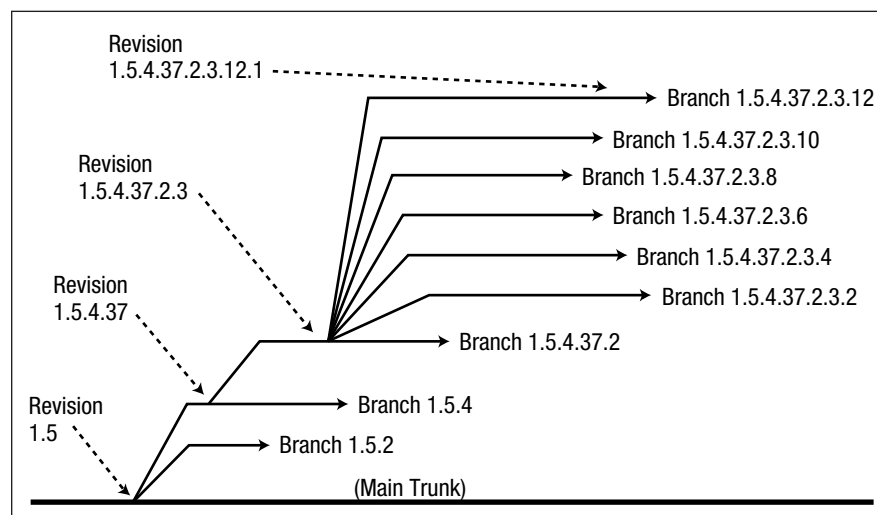 Revision
1.5.4.37.2.3.12.1
Branch 1.5.4.37.2.3.12
Branch 1.5.4.37.2.3.10
Revision
1.5.4.37.2.3
Branch 1.5.4.37.2.3.8
Branch 1.5.4.37.2.3.6
Branch 1.5.4.37.2.3.4
Revision
1.5.4.37
Branch 1.5.4.37.2.3.2
Branch 1.5.4.37.2
Revision
1.5
Branch 1.5.4
Branch 1.5.2
(Main Trunk)